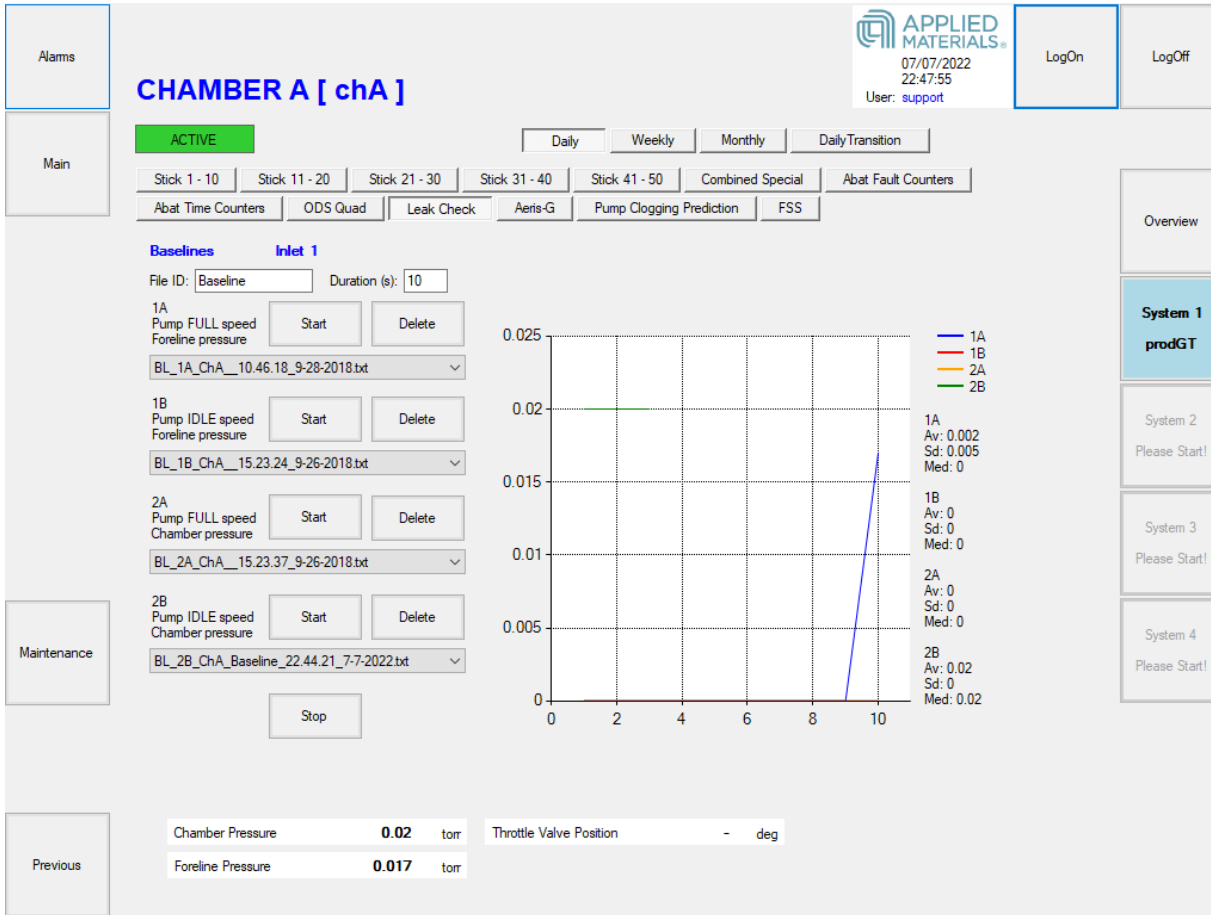 Alarms
APPLIED
MATERIALS®
07/07/2022
22:47:55
User: support
LogOn
LogOff
CHAMBER A [ chA ]
Main
ACTIVE
Daily Weekly Monthly DailyTransition
Stick 1 - 10 Stick 11 - 20 Stick 21 - 30 Stick 31 - 40 Stick 41 - 50 Combined Special Abat Fault Counters
Abat Time Counters ODS Quad Leak Check Aeris-G Pump Clogging Prediction FSS
Overview
Baselines Inlet 1
File ID: Baseline Duration (s): 10
1A
Pump FULL speed
Foreline pressure
Start Delete
BL_1A_ChA__10.46.18_9-28-2018.txt
1B
Pump IDLE speed
Foreline pressure
Start Delete
BL_1B_ChA__15.23.24_9-26-2018.txt
2A
Pump FULL speed
Chamber pressure
Start Delete
BL_2A_ChA__15.23.37_9-26-2018.txt
2B
Pump IDLE speed
Chamber pressure
Start Delete
BL_2B_ChA_Baseline_22.44.21_7-7-2022.txt
Stop
0.025
0.02
0.015
0.01
0.005
0
0 2 4 6 8 10
1A
1B
2A
2B
1A
Av: 0.002
Sd: 0.005
Med: 0
1B
Av: 0
Sd: 0
Med: 0
2A
Av: 0
Sd: 0
Med: 0
2B
Av: 0.02
Sd: 0
Med: 0.02
System 1
prodGT
System 2
Please Start!
System 3
Please Start!
System 4
Please Start!
Maintenance
Previous
Chamber Pressure 0.02 torr Throttle Valve Position - deg
Foreline Pressure 0.017 torr